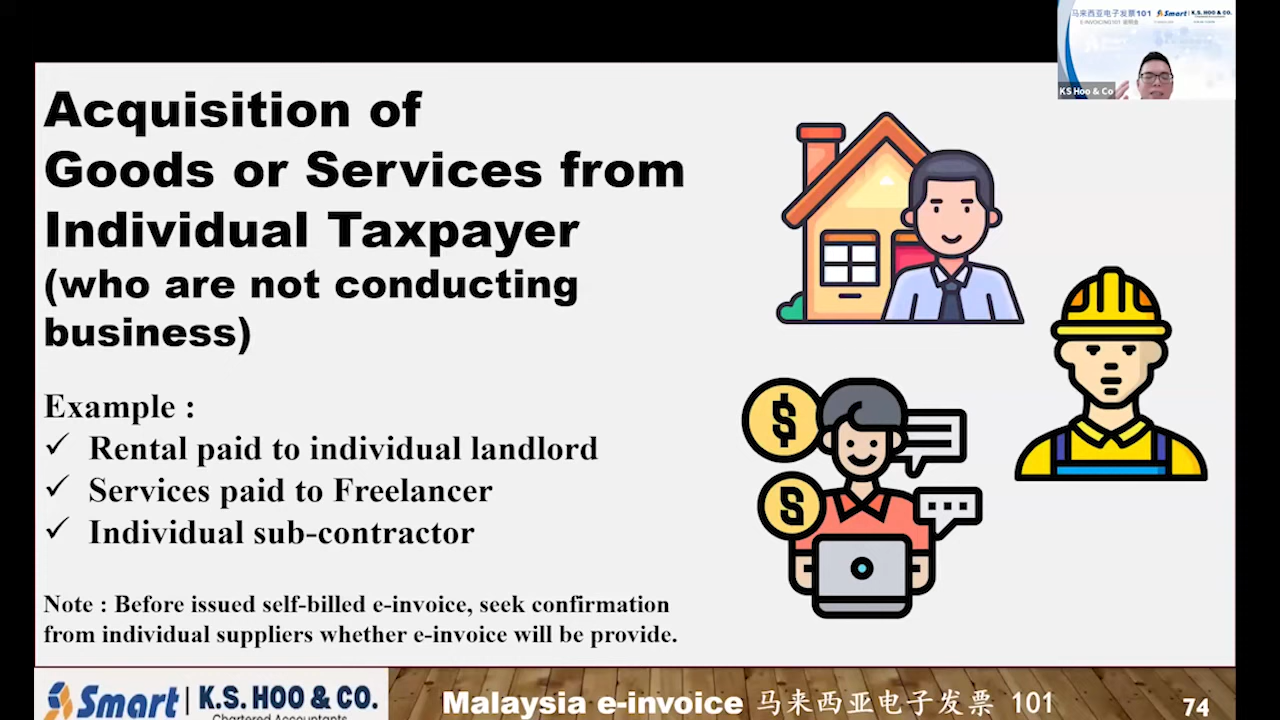 马来西亚电子发票101
Smart | K.S. HOO & CO.
KS Hoo & Co
Acquisition of
Goods or Services from
Individual Taxpayer
(who are not conducting
business)
Example :
✓ Rental paid to individual landlord
✓ Services paid to Freelancer
✓ Individual sub-contractor
Note : Before issued self-billed e-invoice, seek confirmation
from individual suppliers whether e-invoice will be provide.
Smart | K.S. HOO & CO.
Chartered Accountants
Malaysia e-invoice 马来西亚电子发票 101
74